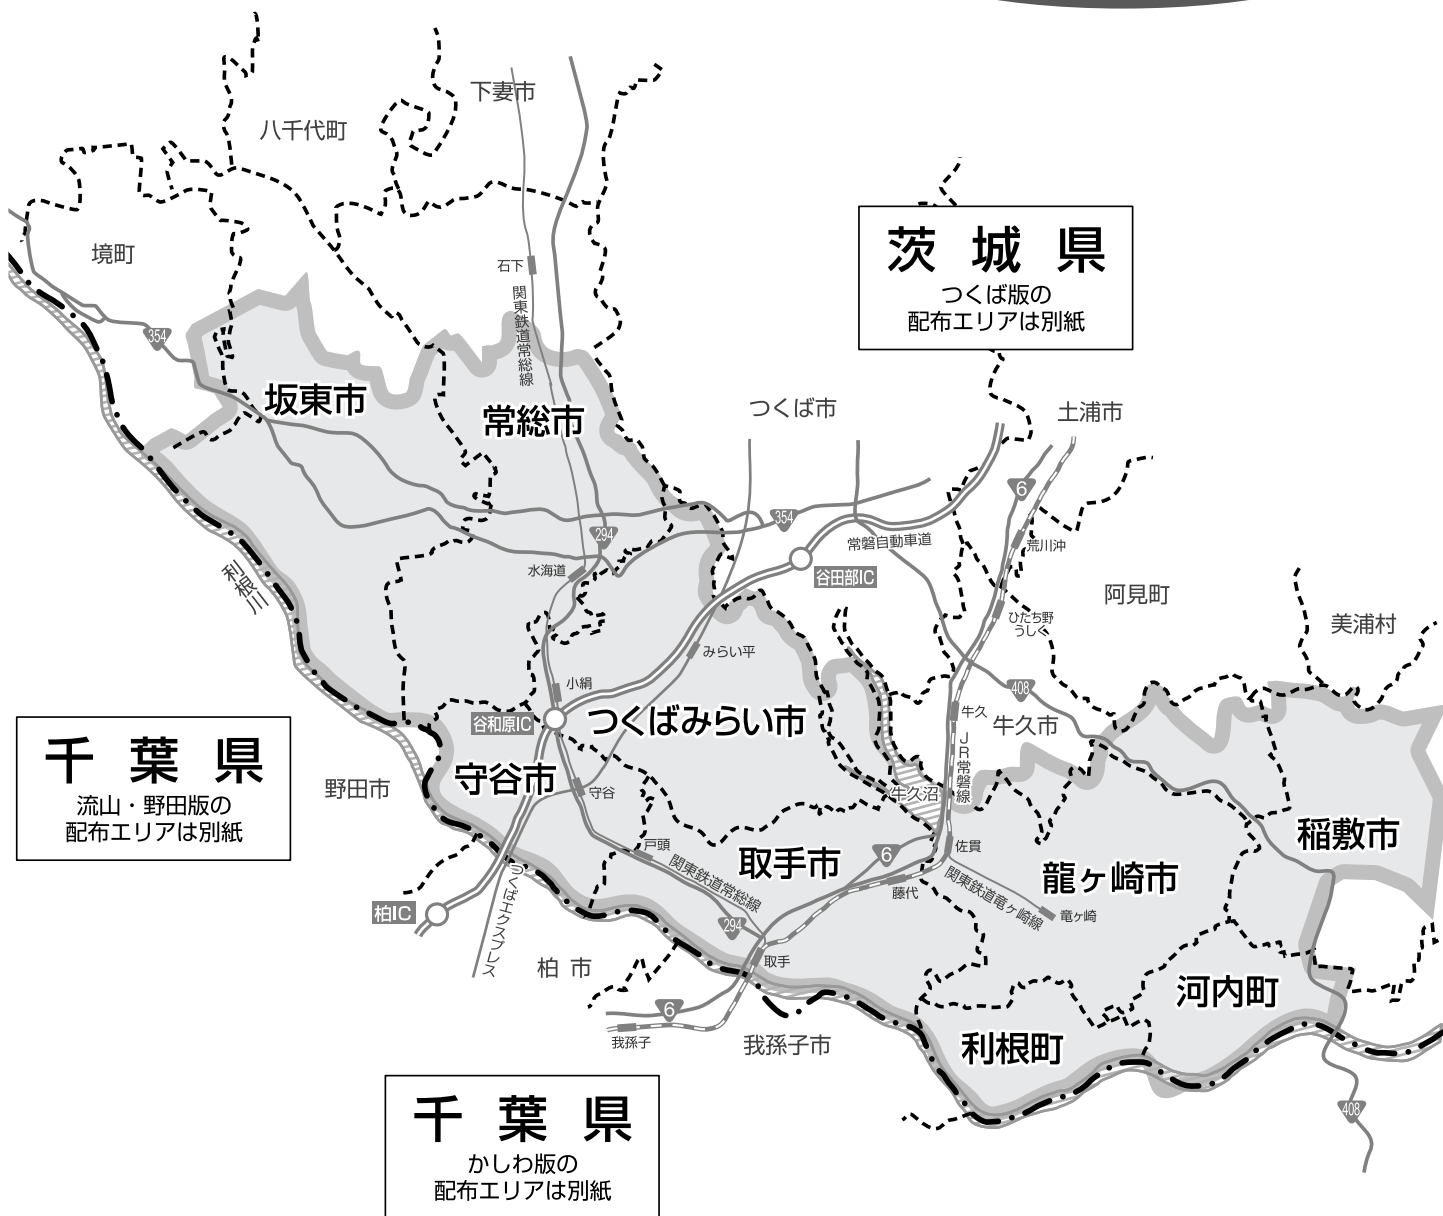 下妻市
八千代町
境町
石下
関東鉄道常総線
茨城県
つくば版の
配布エリアは別紙
354
坂東市
常総市
つくば市
土浦市
6
354
294
常磐自動車道
荒川沖
水海道
谷田部IC
利根川
阿見町
ひたち野
うしく
美浦村
みらい平
小絹
408
谷和原IC
つくばみらい市
牛久
牛久市
JR常磐線
千葉県
流山・野田版の
配布エリアは別紙
野田市
守谷市
守谷
牛久沼
稲敷市
戸頭
取手市
6
佐貫
関東鉄道常総線
藤代
関東鉄道竜ヶ崎線
龍ヶ崎市
竜ヶ崎
柏IC
つくばエクスプレス
294
柏市
取手
河内町
6
我孫子
我孫子市
利根町
408
千葉県
かしわ版の
配布エリアは別紙